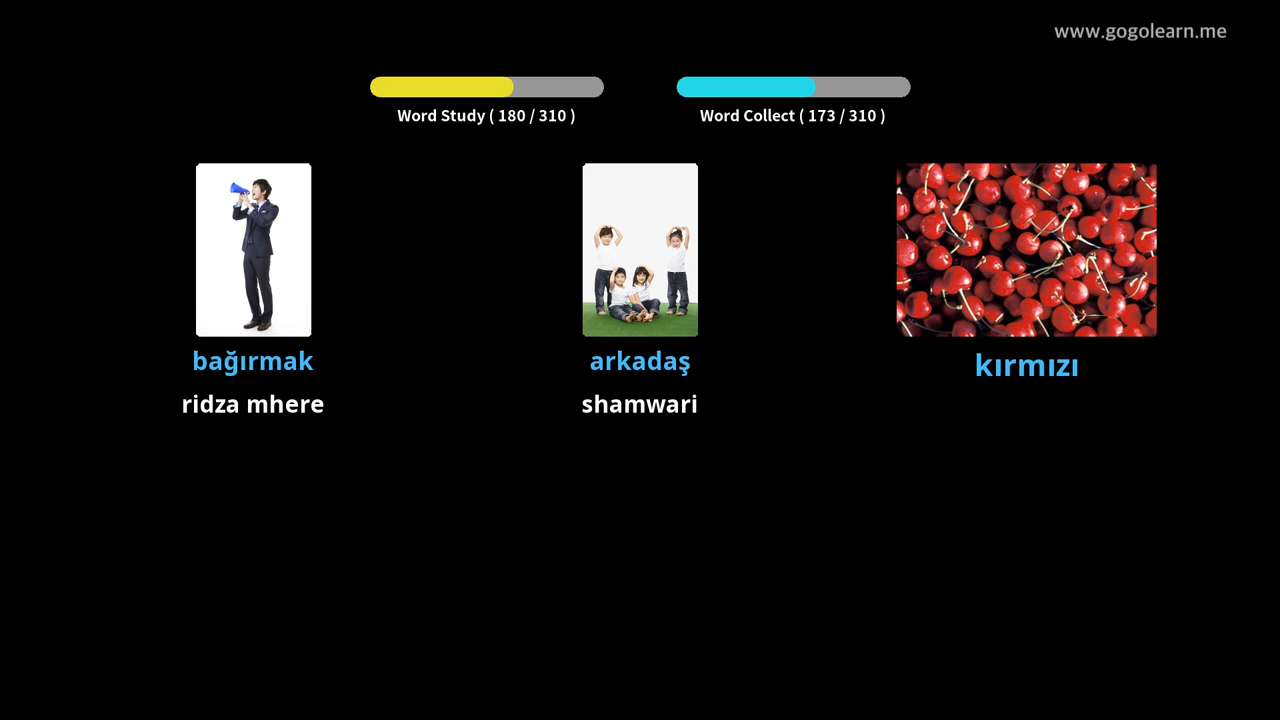 www.gogolearn.me
Word Study ( 180 / 310 )
Word Collect ( 173 / 310 )
bağırmak
arkadaş
kırmızı
ridza mhere
shamwari